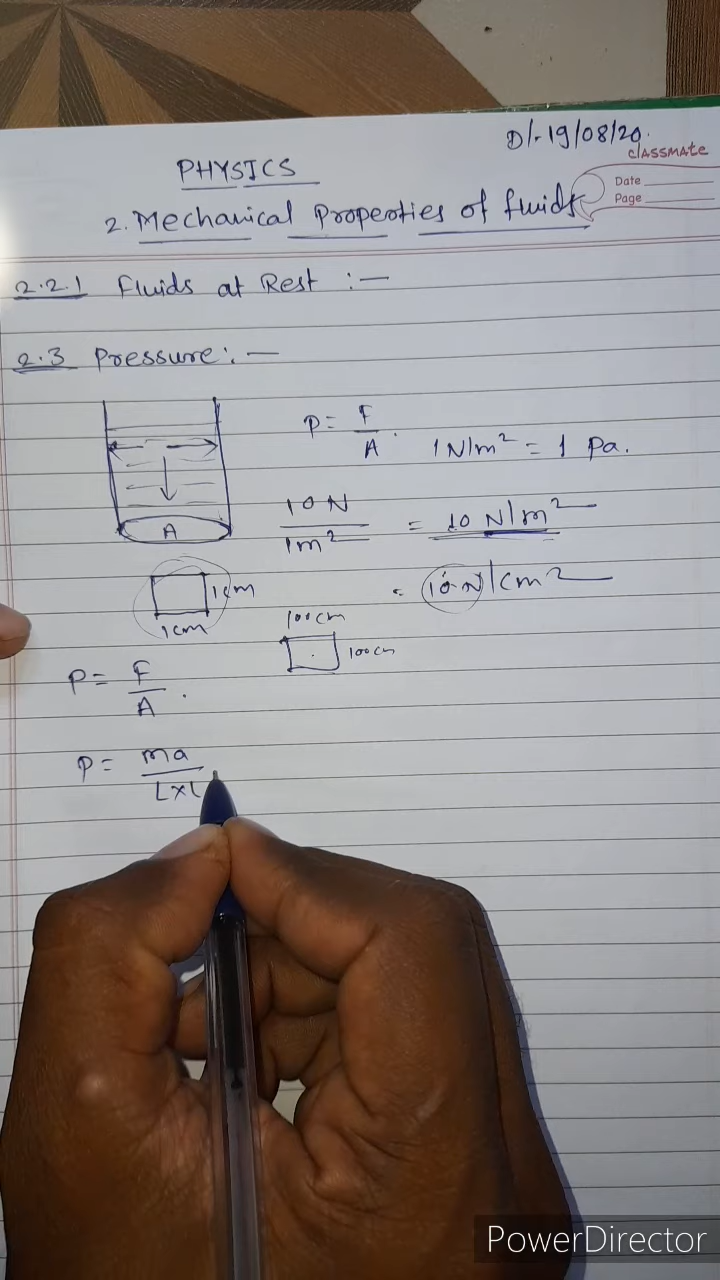 D/- 19/08/20.
classmate
Date
Page
PHYSICS
2. Mechanical Properties of fluids
2.2.1 Fluids at Rest :—
2.3 Pressure :—
P = F/A. 1 N/m² = 1 Pa.
A
10 N/1m² = 10 N/m²
= 10 N/cm²
1cm
1cm
100cm
100cm
P = F/A.
P = ma/L×L
PowerDirector